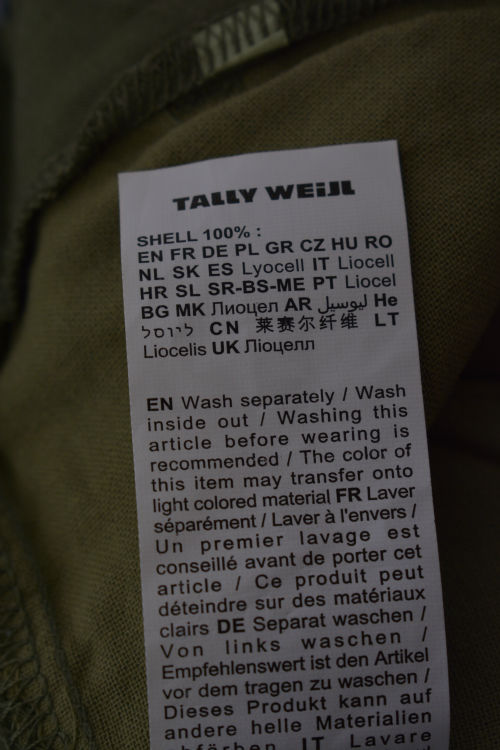 TALLY WEiJL
SHELL 100% :
EN FR DE PL GR CZ HU RO
NL SK ES Lyocell IT Liocell
HR SL SR-BS-ME PT Liocel
BG MK Лиоцел AR ليوسيل He
ליוסל CN 莱赛尔纤维 LT
Liocelis UK Ліоцелл
EN Wash separately / Wash
inside out / Washing this
article before wearing is
recommended / The color of
this item may transfer onto
light colored material FR Laver
séparément / Laver à l'envers /
Un premier lavage est
conseillé avant de porter cet
article / Ce produit peut
déteindre sur des matériaux
clairs DE Separat waschen /
Von links waschen /
Empfehlenswert ist den Artikel
vor dem tragen zu waschen /
Dieses Produkt kann auf
andere helle Materialien
abfärben IT Lavare